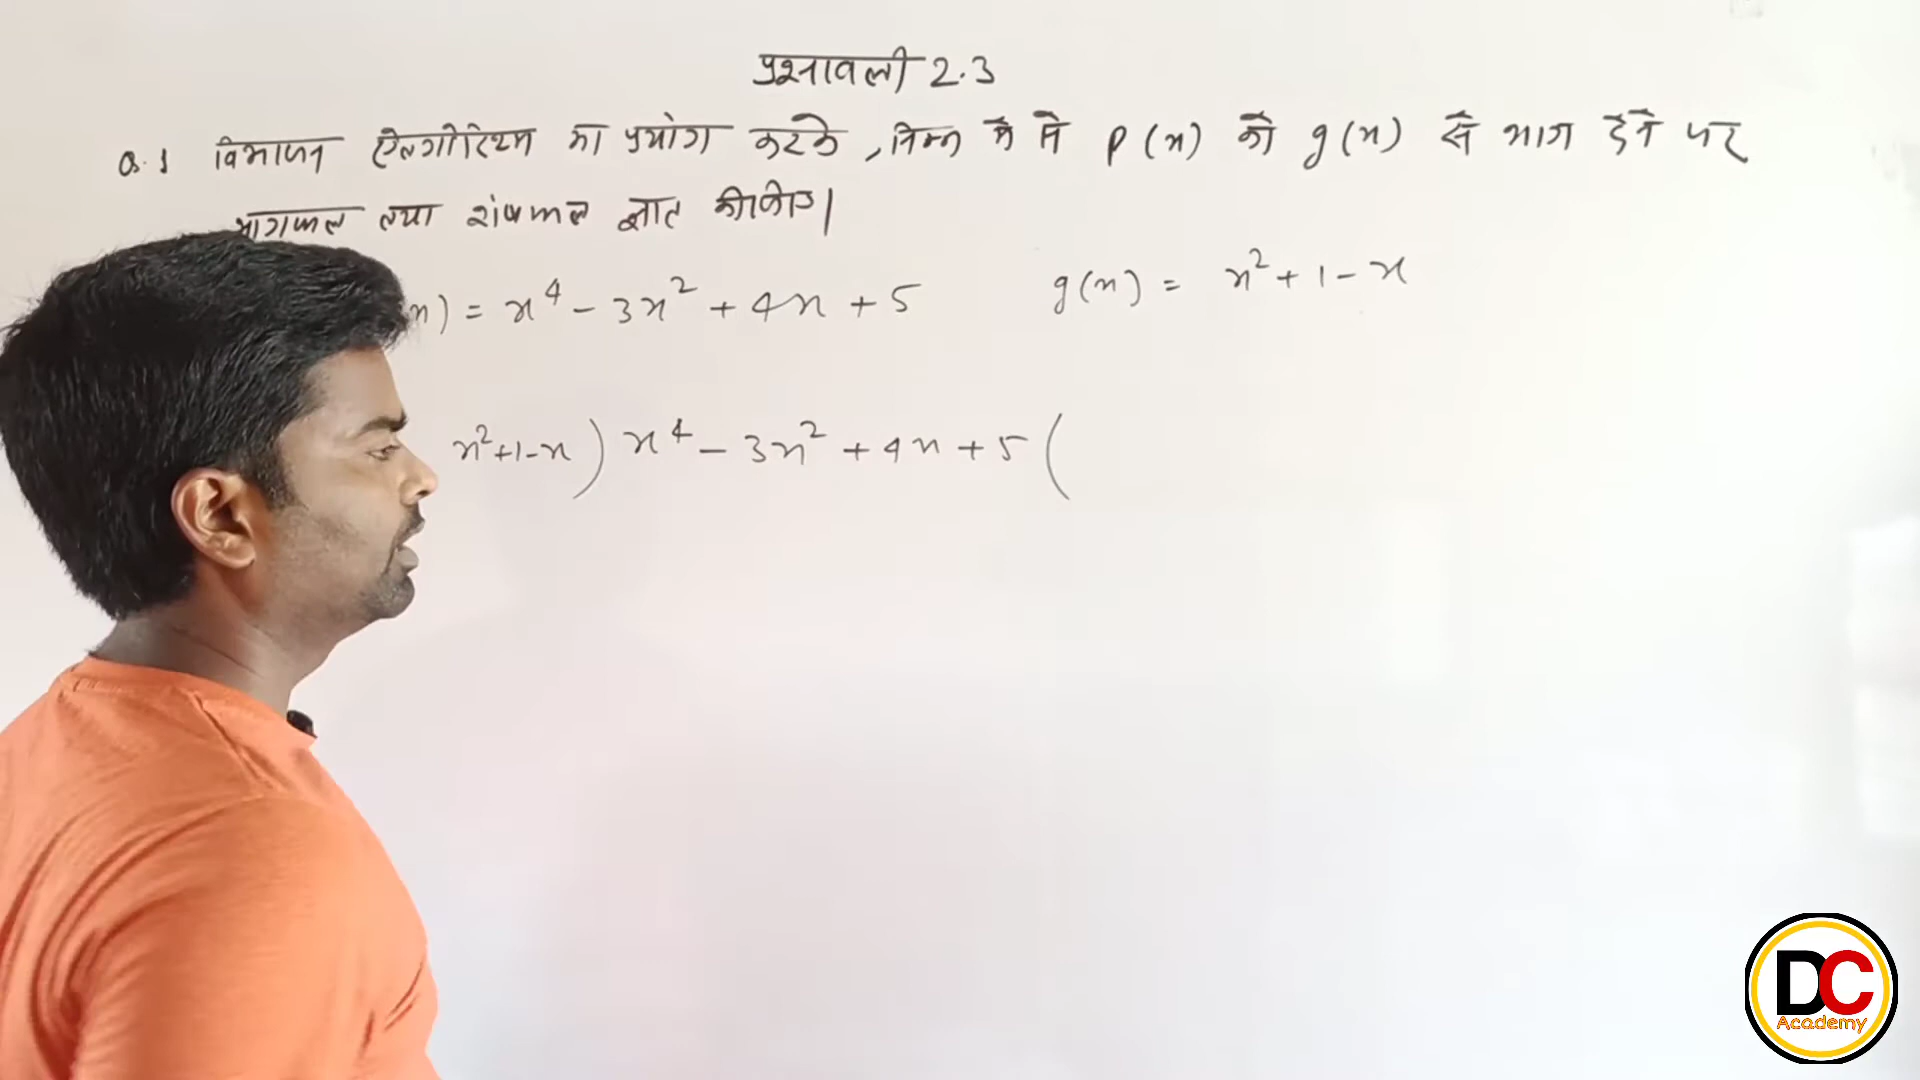 प्रश्नावली 2.3
Q.1 विभाजन ऐल्गोरिथ्म का प्रयोग करके, निम्न में से P(x) को g(x) से भाग देने पर
भागफल तथा शेषफल ज्ञात कीजिए।
x) = x⁴ - 3x² + 4x + 5 g(x) = x² + 1 - x
x²+1-x ) x⁴ - 3x² + 4x + 5 (
DC
Academy